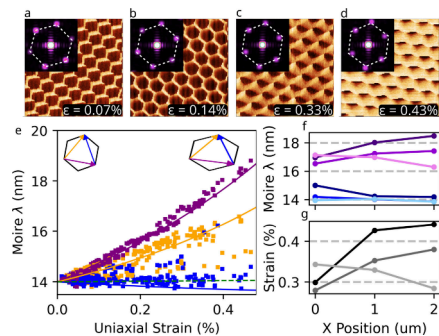 a
b
c
d
ε = 0.07%
ε = 0.14%
ε = 0.33%
ε = 0.43%
e
20
18
16
14
Moire λ (nm)
0.0
0.2
0.4
Uniaxial Strain (%)
f
18
16
14
Moire λ (nm)
g
0.4
0.3
Strain (%)
0
1
2
X Position (um)